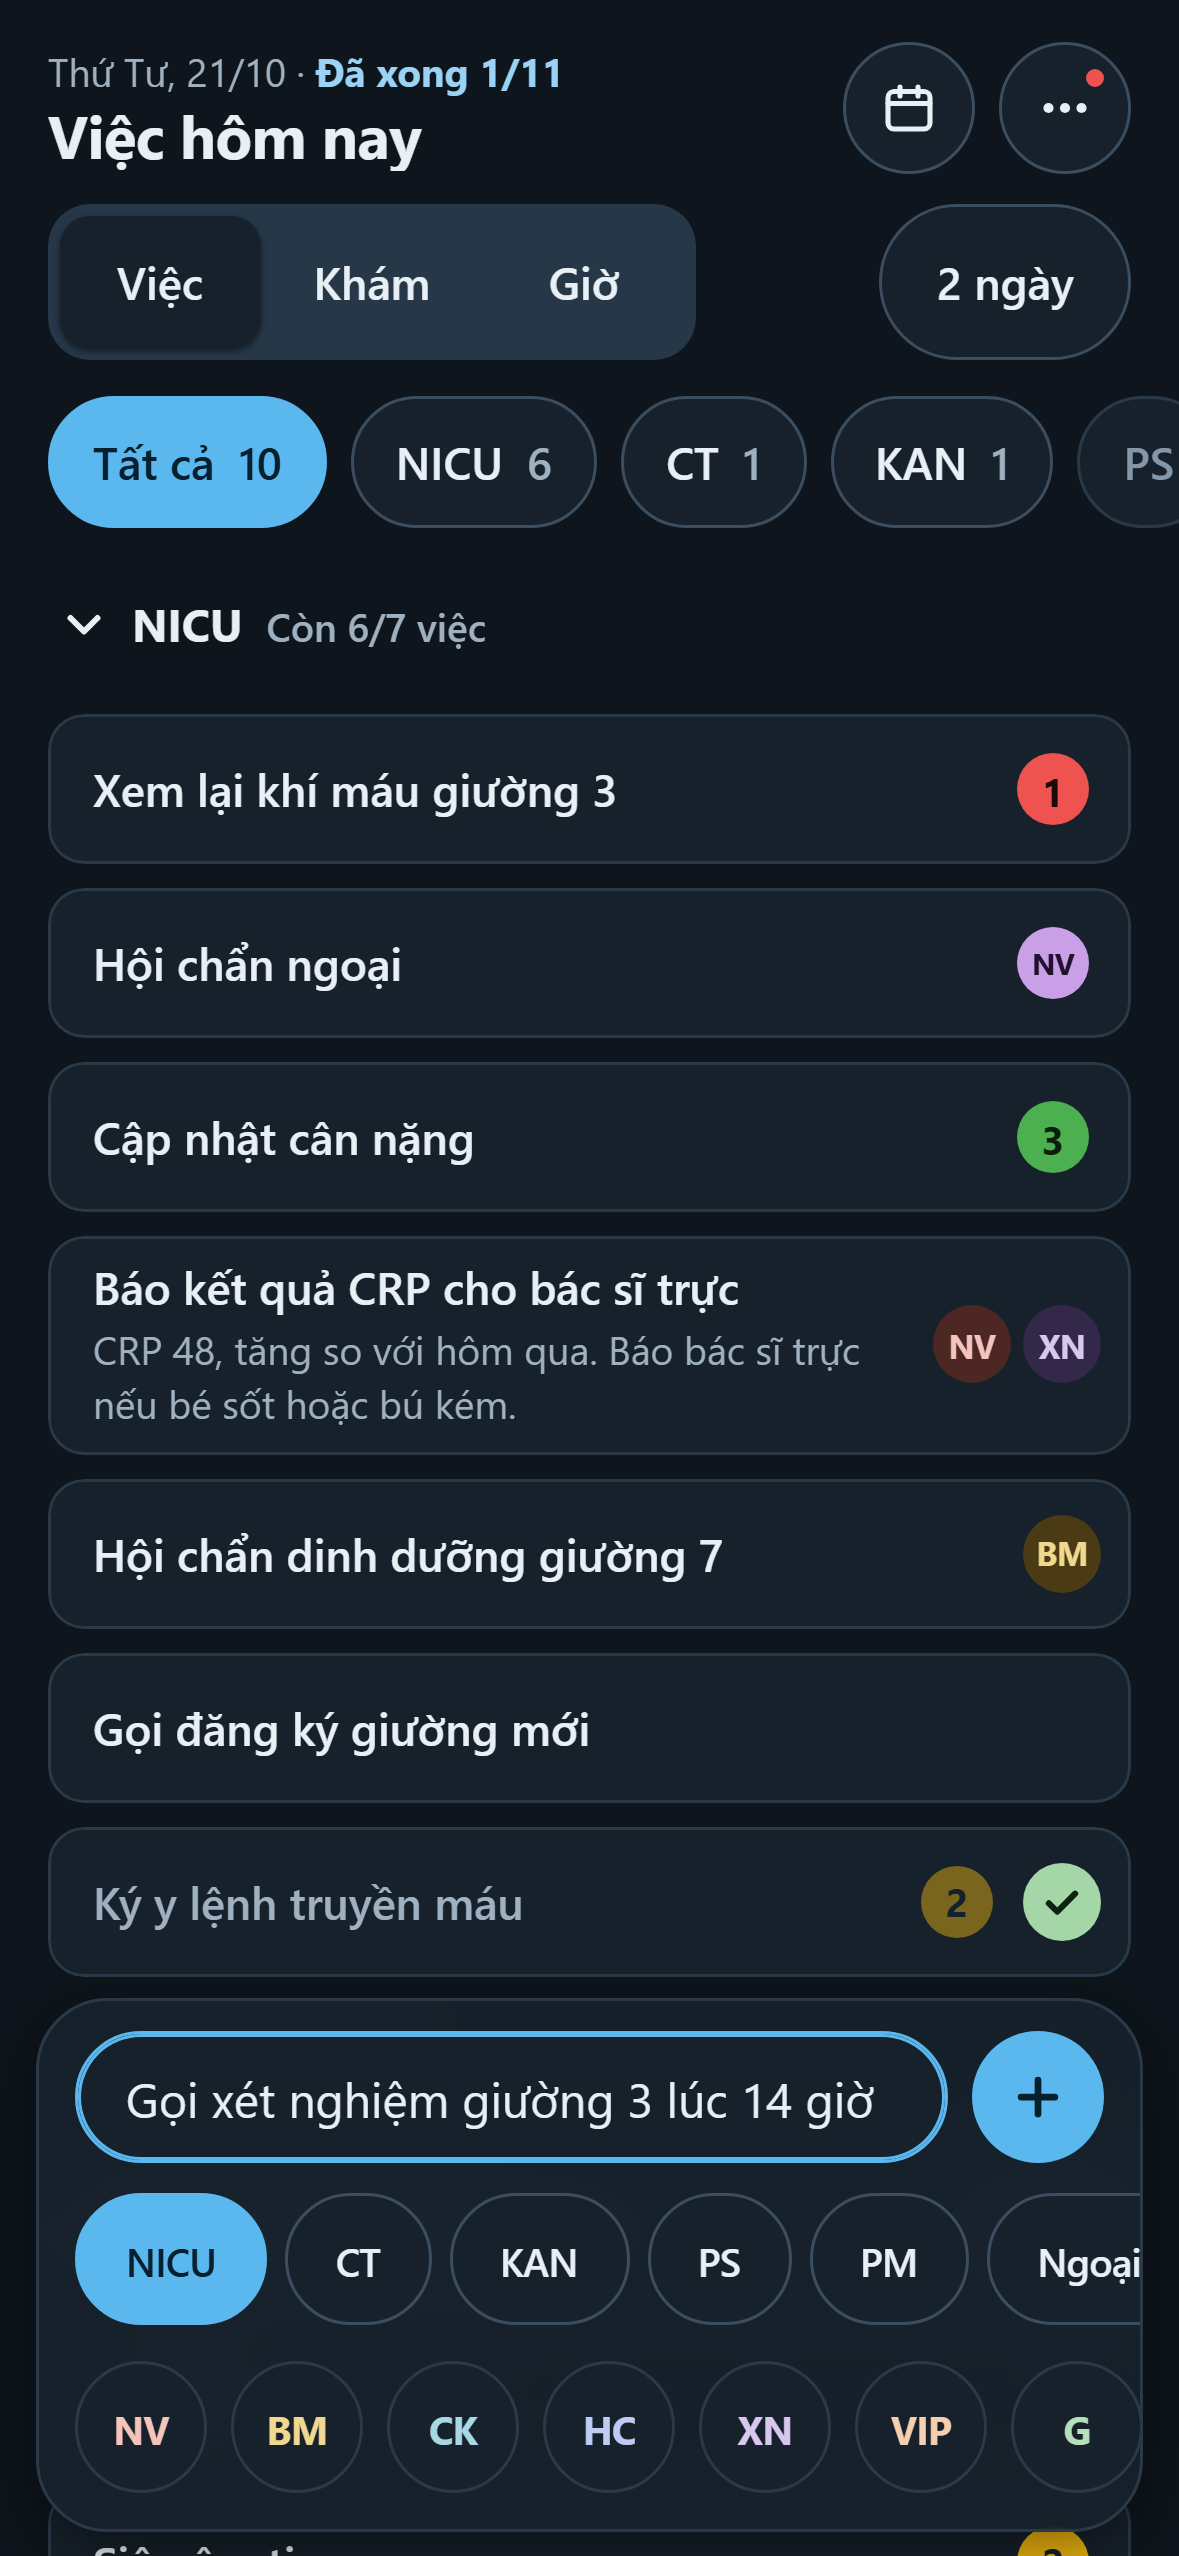 Thứ Tư, 21/10 · Đã xong 1/11
Việc hôm nay
Việc Khám Giờ 2 ngày
Tất cả 10 NICU 6 CT 1 KAN 1 PS
NICU Còn 6/7 việc
Xem lại khí máu giường 3 1
Hội chẩn ngoại NV
Cập nhật cân nặng 3
Báo kết quả CRP cho bác sĩ trực
CRP 48, tăng so với hôm qua. Báo bác sĩ trực
nếu bé sốt hoặc bú kém.
NV XN
Hội chẩn dinh dưỡng giường 7 BM
Gọi đăng ký giường mới
Ký y lệnh truyền máu 2
Gọi xét nghiệm giường 3 lúc 14 giờ
NICU CT KAN PS PM Ngoại
NV BM CK HC XN VIP G